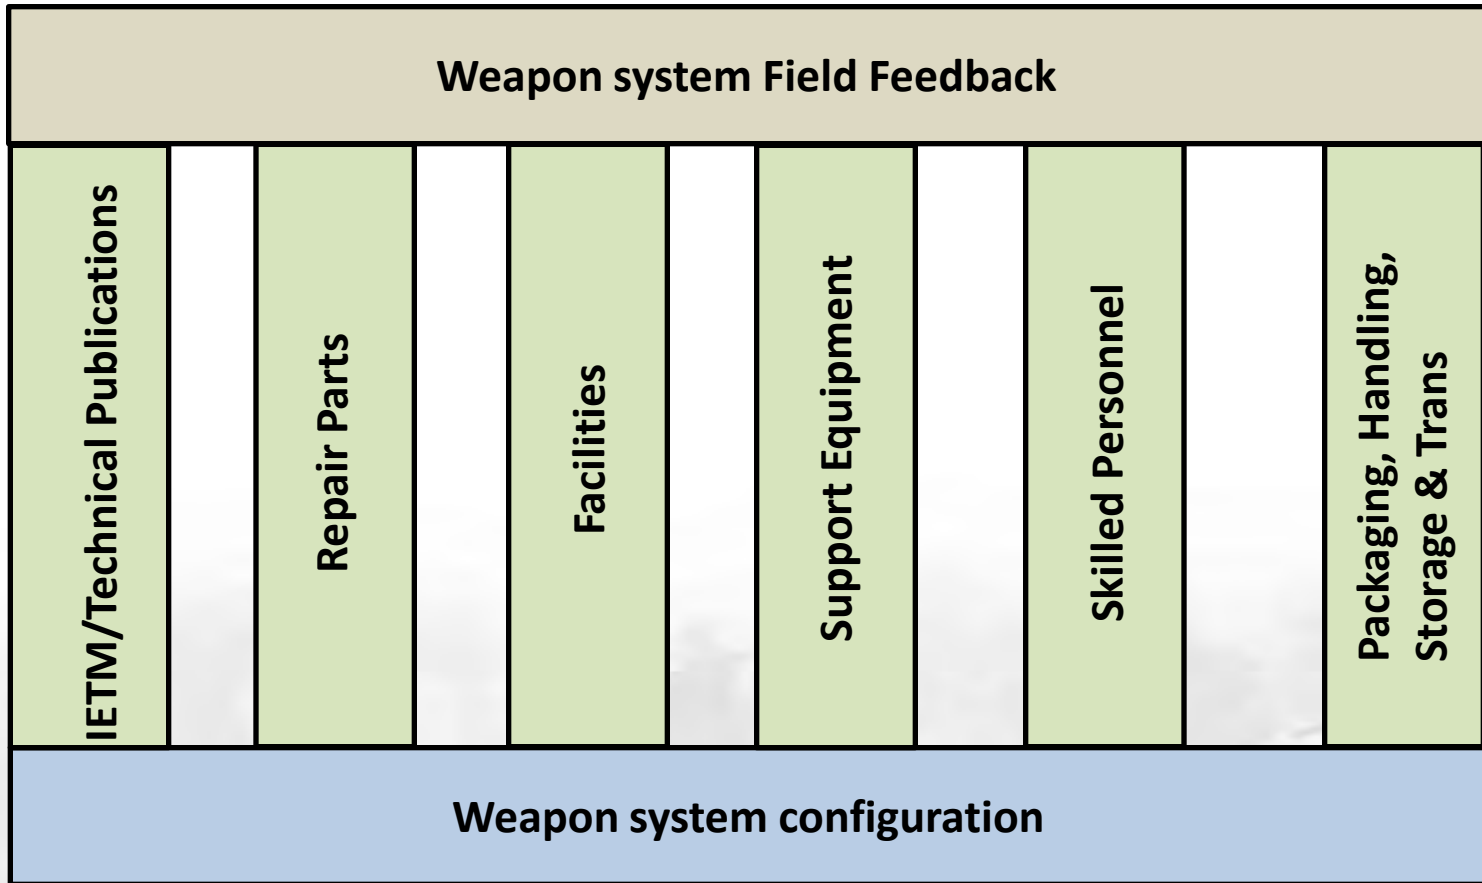 Weapon system Field Feedback
IETM/Technical Publications
Repair Parts
Facilities
Support Equipment
Skilled Personnel
Packaging, Handling,
Storage & Trans
Weapon system configuration